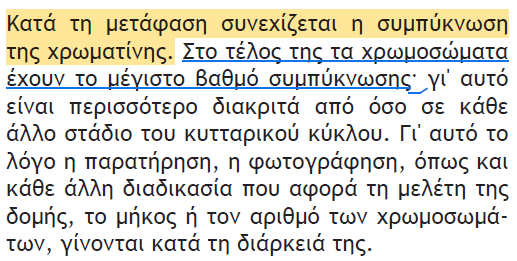 Κατά τη μετάφαση συνεχίζεται η συμπύκνωση
της χρωματίνης. Στο τέλος της τα χρωμοσώματα
έχουν το μέγιστο βαθμό συμπύκνωσης· γι' αυτό
είναι περισσότερο διακριτά από όσο σε κάθε
άλλο στάδιο του κυτταρικού κύκλου. Γι' αυτό το
λόγο η παρατήρηση, η φωτογράφηση, όπως και
κάθε άλλη διαδικασία που αφορά τη μελέτη της
δομής, το μήκος ή τον αριθμό των χρωμοσωμά-
των, γίνονται κατά τη διάρκειά της.